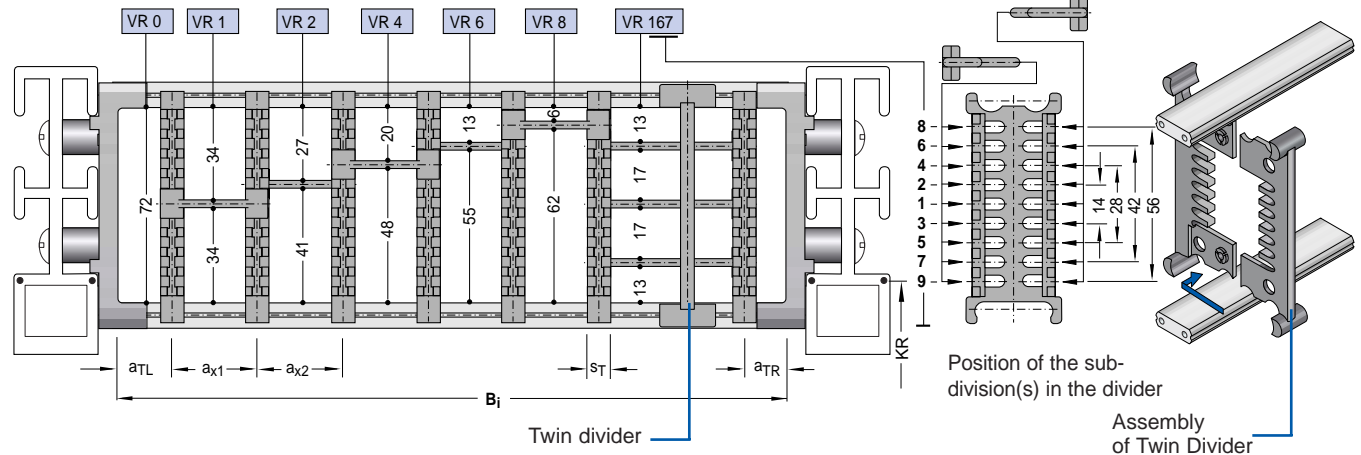 VR 0 VR 1 VR 2 VR 4 VR 6 VR 8 VR 167
72
34
34
27
41
20
48
13
55
6
62
13
17
17
13
KR
aTL ax1 ax2 sT aTR
Bi
Twin divider
8
6
4
2
1
3
5
7
9
14 28 42 56
Position of the sub-
division(s) in the divider
Assembly
of Twin Divider